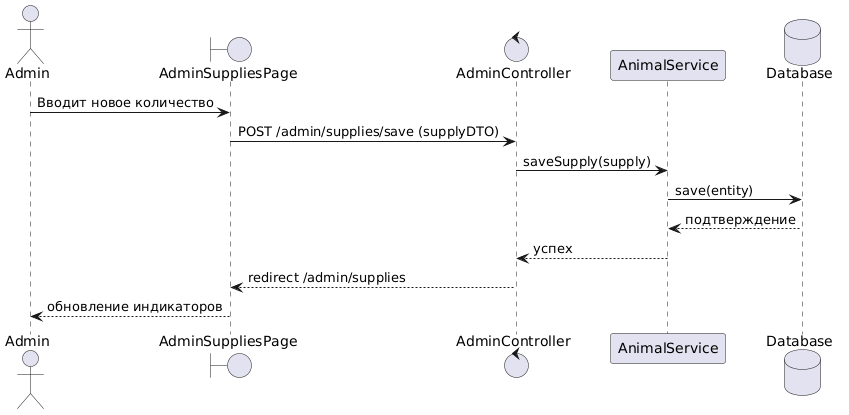 Admin
AdminSuppliesPage
AdminController
AnimalService
Database
Вводит новое количество
POST /admin/supplies/save (supplyDTO)
saveSupply(supply)
save(entity)
подтверждение
успех
redirect /admin/supplies
обновление индикаторов
Admin
AdminSuppliesPage
AdminController
AnimalService
Database